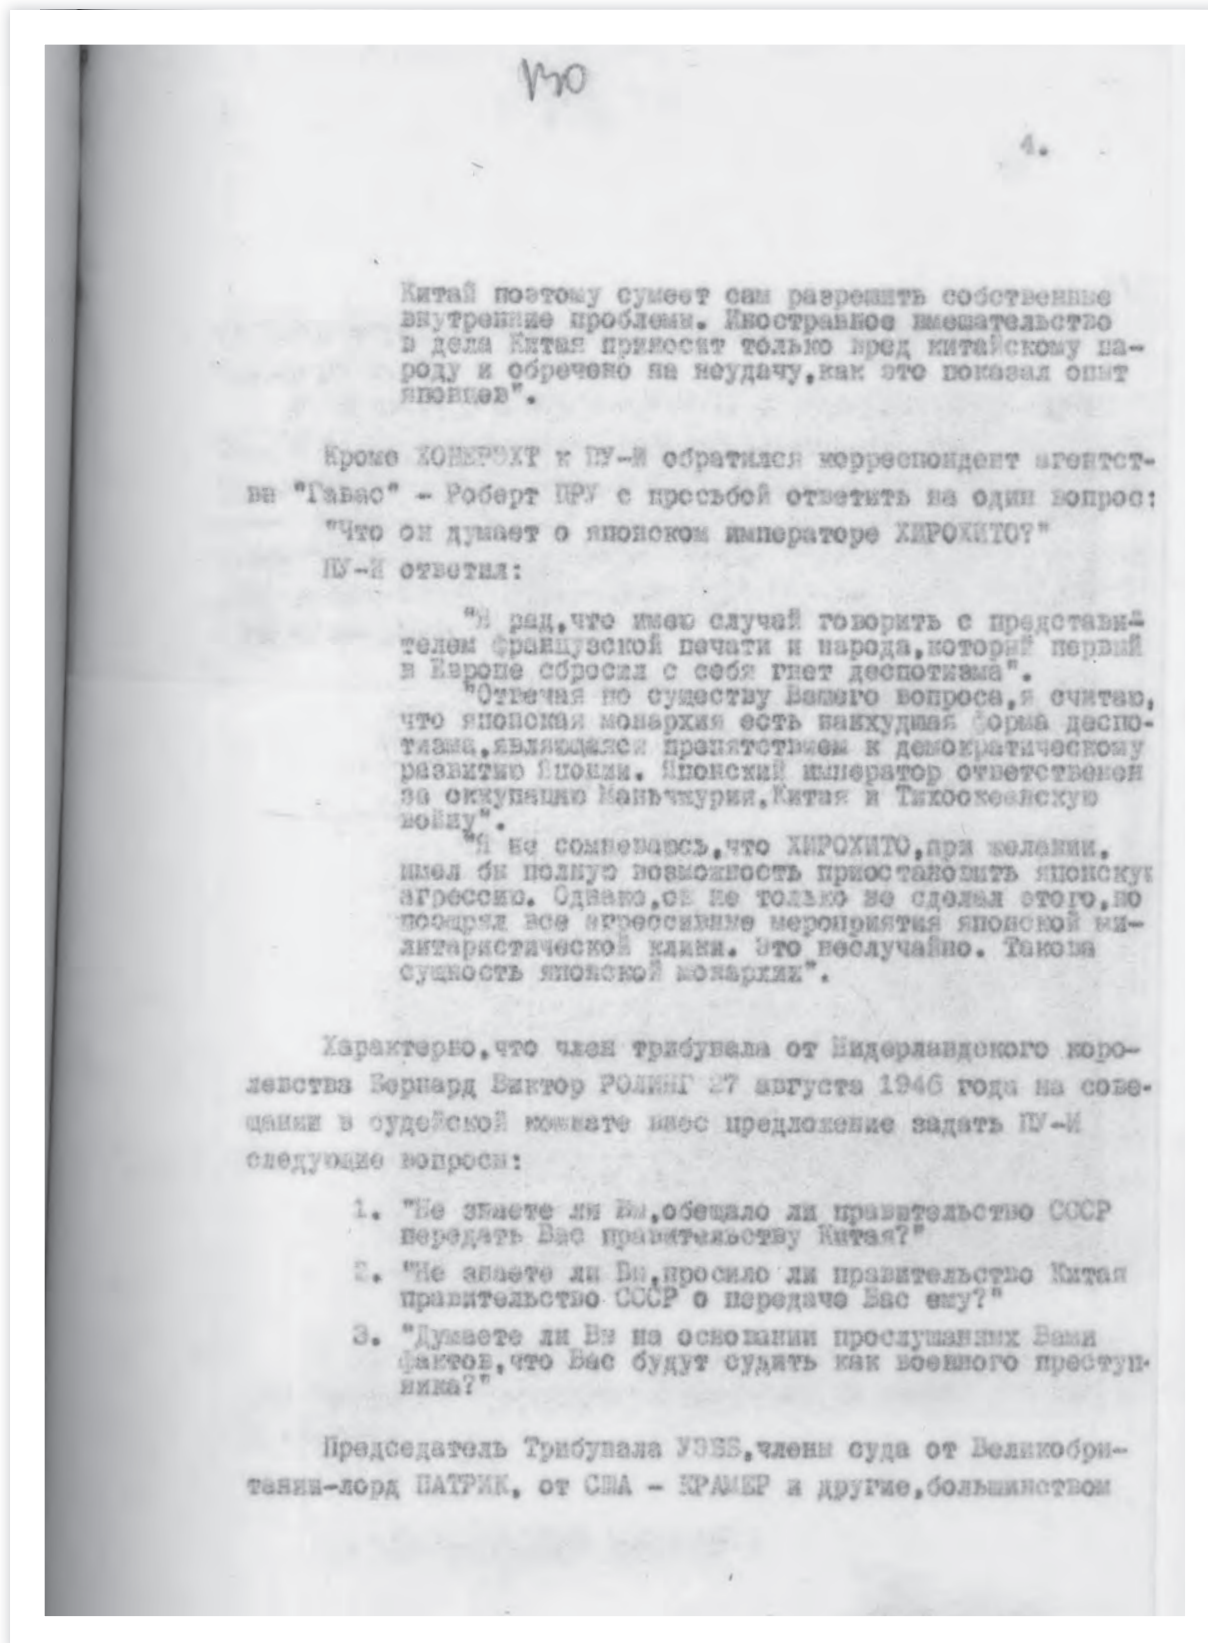 130
4.
Китай поэтому сумеет сам разрешить собственные
внутренние проблемы. Иностранное вмешательство
в дела Китая приносит только вред китайскому на-
роду и обречено на неудачу,как это показал опыт
японцев".
Кроме к ПУ-И обратился корреспондент агентст-
ва "Гавас" - Роберт ПРУ с просьбой ответить на один вопрос:
"Что он думает о японском императоре ХИРОХИТО?"
ПУ-И ответил:
"Я рад,что имею случай говорить с представи-
телем французской печати и народа,который первый
в Европе сбросил с себя гнет деспотизма".
"Отвечая по существу Вашего вопроса,я считаю,
что японская монархия есть наихудшая форма деспо-
тизма,являющаяся препятствием к демократическому
развитию Японии. Японский император ответственен
за оккупацию Маньчжурии,Китая и Тихоокеанскую
войну".
"Я не сомневаюсь,что ХИРОХИТО,при желании,
имел бы полную возможность приостановить японскую
агрессию. Однако,он не только не сделал этого,но
поощрял все агрессивные мероприятия японской ми-
литаристической клики. Это неслучайно. Такова
сущность японской монархии".
Характерно,что член трибунала от Нидерландского коро-
левства Бернард Виктор РОЛИНГ 27 августа 1946 года на сове-
щании в судейской комнате внес предложение задать ПУ-И
следующие вопросы:
1. "Не знаете ли Вы,обещало ли правительство СССР
передать Вас правительству Китая?"
2. "Не знаете ли Вы,просило ли правительство Китая
правительство СССР о передаче Вас ему?"
3. "Думаете ли Вы на основании прослушанных Вами
фактов,что Вас будут судить как военного преступ-
ника?"
Председатель Трибунала УЭББ,члены суда от Великобри-
тании-лорд ПАТРИК, от США - КРАМЕР и другие,большинством